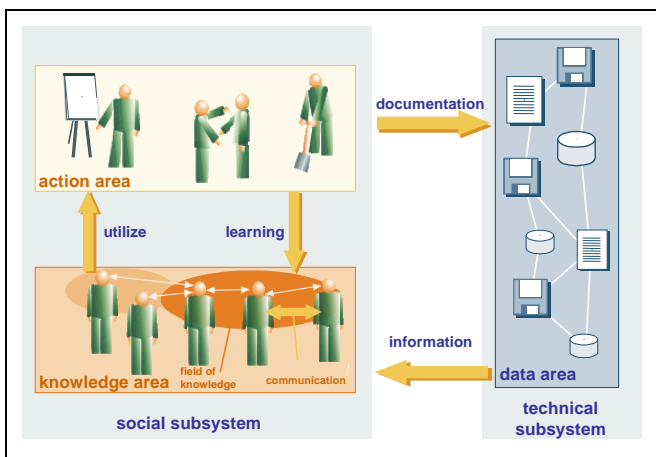 action area
utilize
learning
knowledge area
field of
knowledge
communication
social subsystem
documentation
information
data area
technical
subsystem